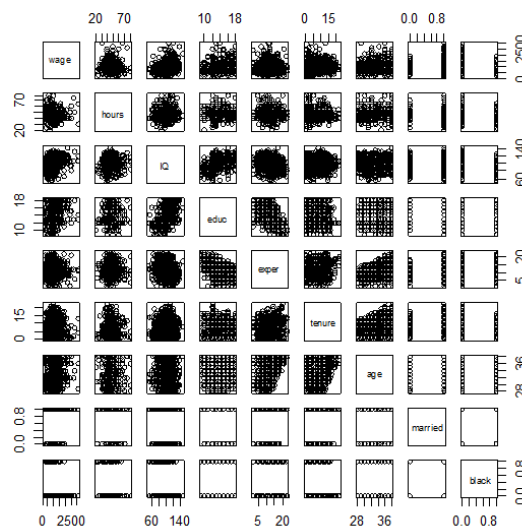 20 70 10 18 0 15 0.0 0.8
wage 0 2500
20 70 hours
IQ 60 140
10 18 educ
exper 5 20
0 15 tenure
age 28 36
0.0 0.8 married
black 0.0 0.8
0 2500 60 140 5 20 28 36 0.0 0.8